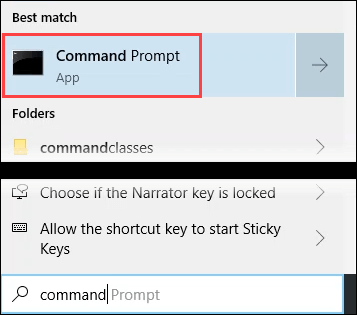 Best match
Command Prompt
App
Folders
commandclasses
Choose if the Narrator key is locked
Allow the shortcut key to start Sticky
Keys
command Prompt